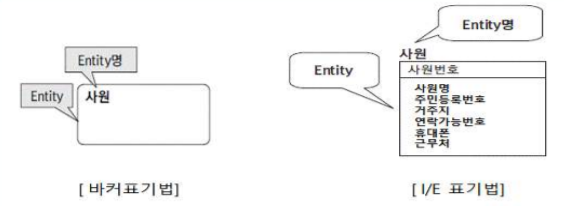 Entity명
Entity
사원
[ 바커표기법]
Entity명
사원
Entity
사원번호
사원명
주민등록번호
거주지
연락가능번호
휴대폰
근무처
[ I/E 표기법]